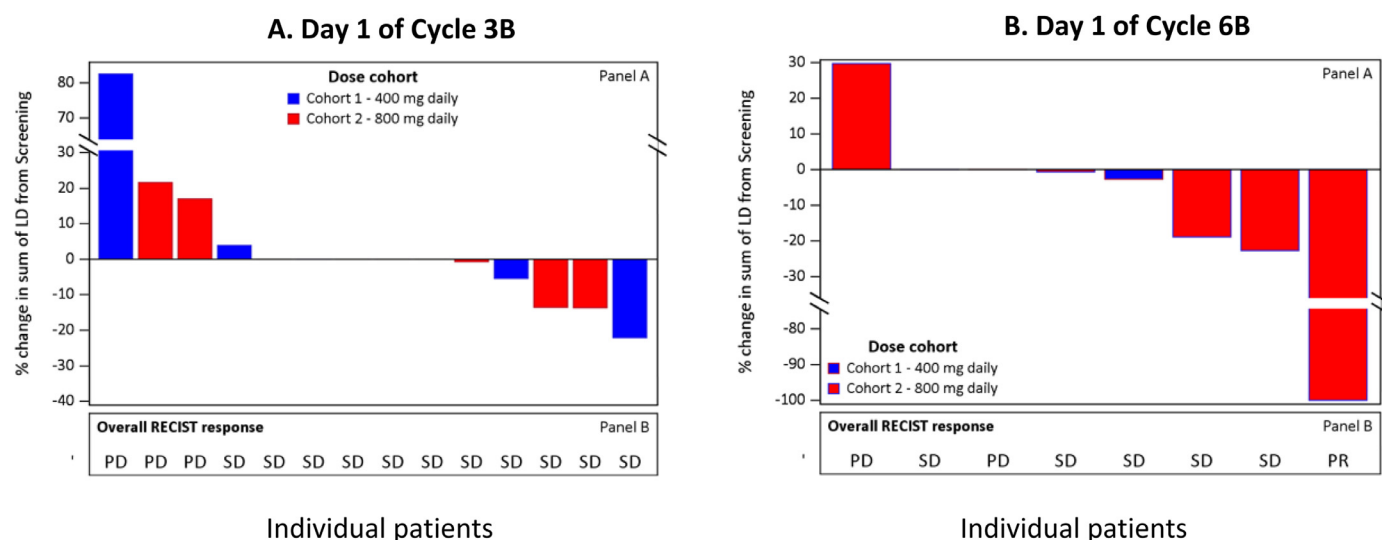 A. Day 1 of Cycle 3B
% change in sum of LD from Screening
80
70
30
20
10
0
-10
-20
-30
-40
Panel A
Dose cohort
Cohort 1 - 400 mg daily
Cohort 2 - 800 mg daily
Overall RECIST response
Panel B
' PD PD PD SD SD SD SD SD SD SD SD SD SD SD
Individual patients
B. Day 1 of Cycle 6B
% change in sum of LD from Screening
30
20
10
0
-10
-20
-30
-80
-90
-100
Panel A
Dose cohort
Cohort 1 - 400 mg daily
Cohort 2 - 800 mg daily
Overall RECIST response
Panel B
' PD SD PD SD SD SD SD PR
Individual patients